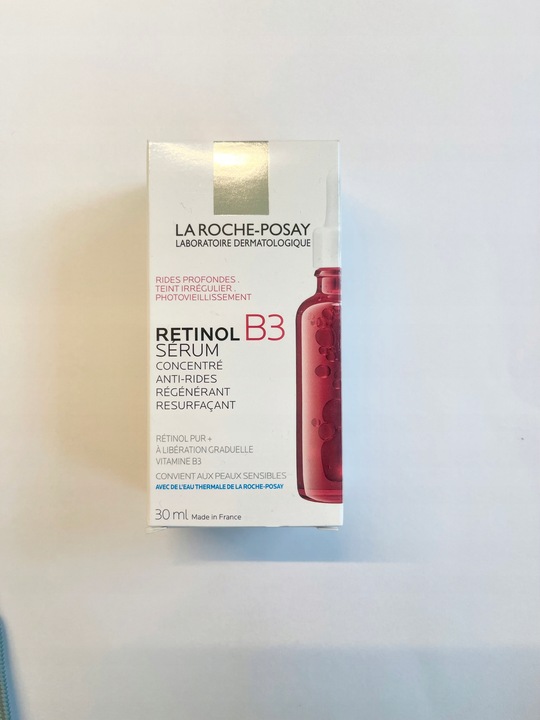 LA ROCHE-POSAY
LABORATOIRE DERMATOLOGIQUE
RIDES PROFONDES .
TEINT IRRÉGULIER .
PHOTOVIEILLISSEMENT
RETINOL B3
SÉRUM
CONCENTRÉ
ANTI-RIDES
RÉGÉNÉRANT
RESURFAÇANT
RÉTINOL PUR +
À LIBÉRATION GRADUELLE
VITAMINE B3
CONVIENT AUX PEAUX SENSIBLES
AVEC DE L'EAU THERMALE DE LA ROCHE-POSAY
30 ml Made in France